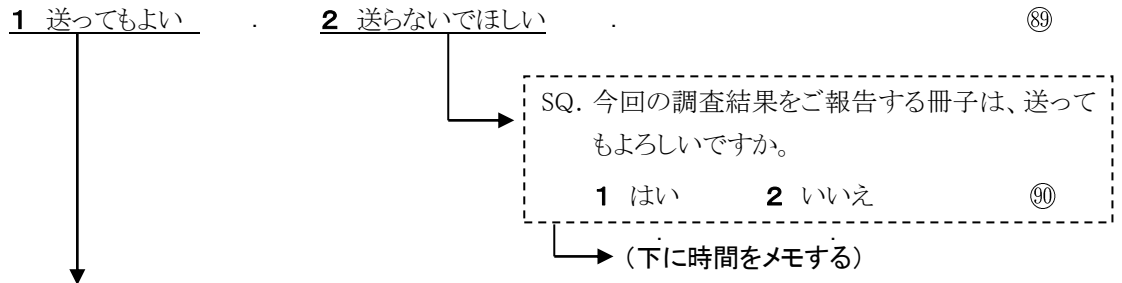 1 送ってもよい . 2 送らないでほしい . ㊇
SQ. 今回の調査結果をご報告する冊子は、送って
もよろしいですか。
1 はい 2 いいえ
(下に時間をメモする)